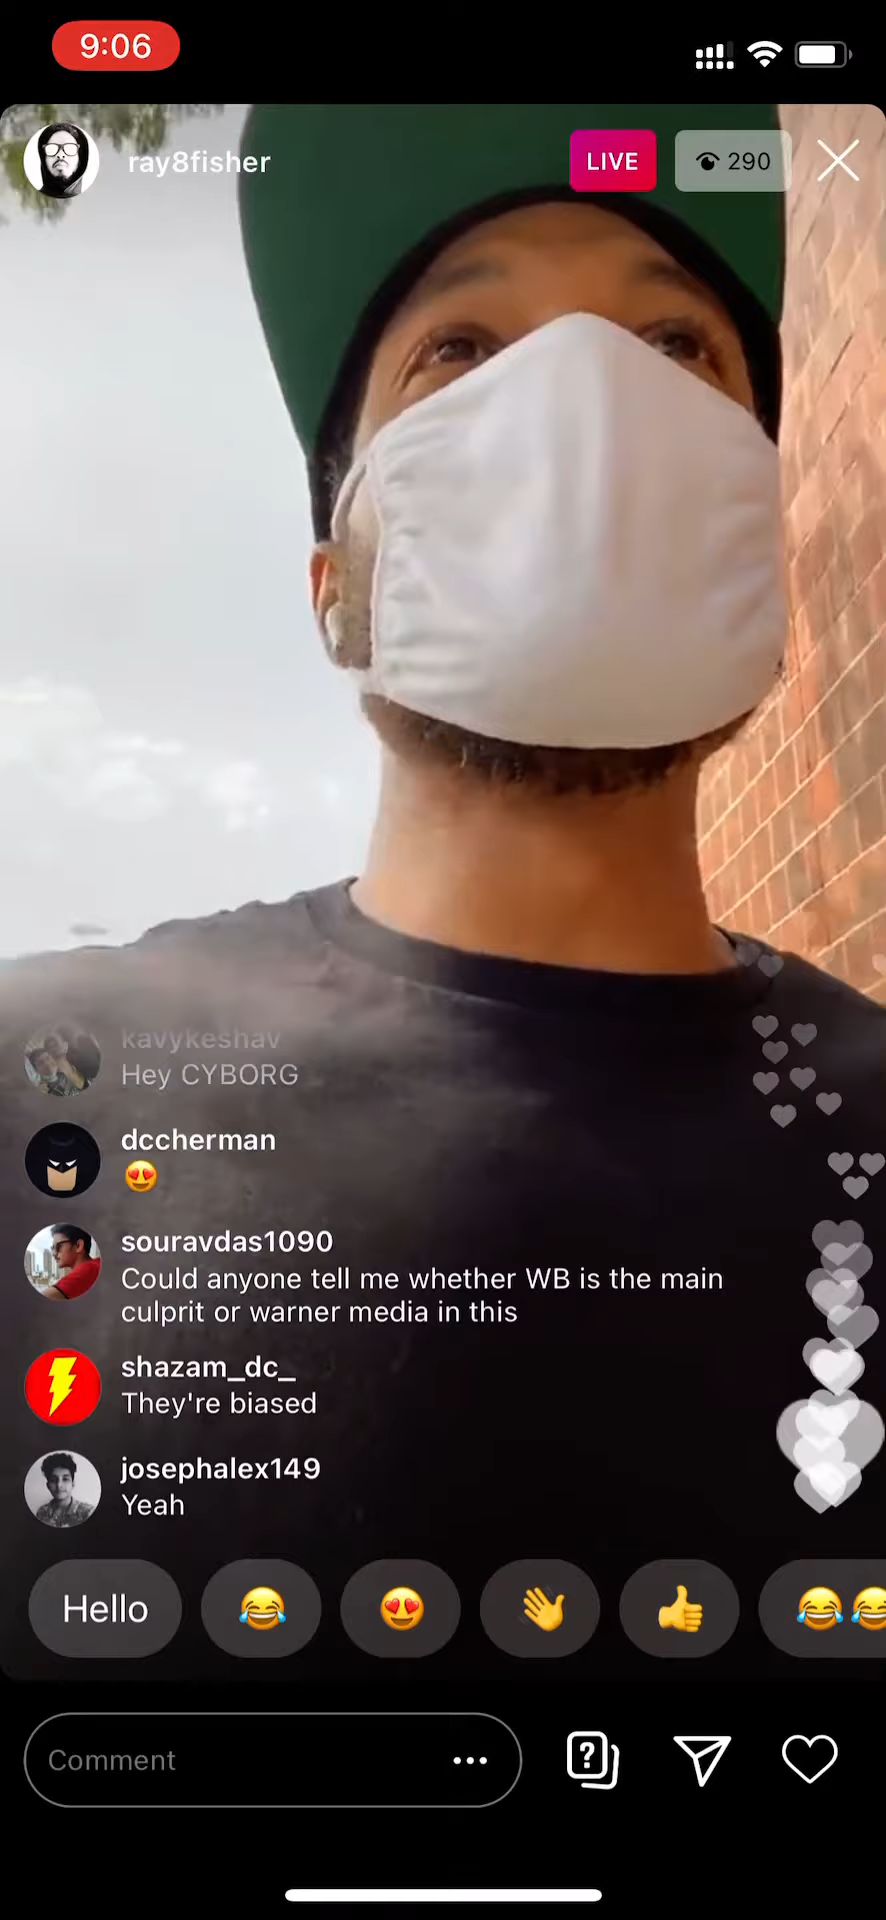 9:06
ray8fisher
LIVE
290
kavykeshav
Hey CYBORG
dccherman
😍
souravdas1090
Could anyone tell me whether WB is the main
culprit or warner media in this
shazam_dc_
They're biased
josephalex149
Yeah
Hello 😂 😍 👋 👍 😂😂
Comment